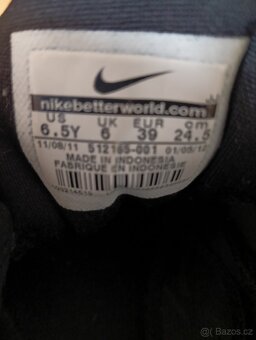 nikebetterworld.com
US UK EUR cm
6.5Y 6 39 24.5
11/08/11 512165-001 01/05/12
MADE IN INDONESIA
FABRIQUE EN INDONESIE
© Bazoš.cz